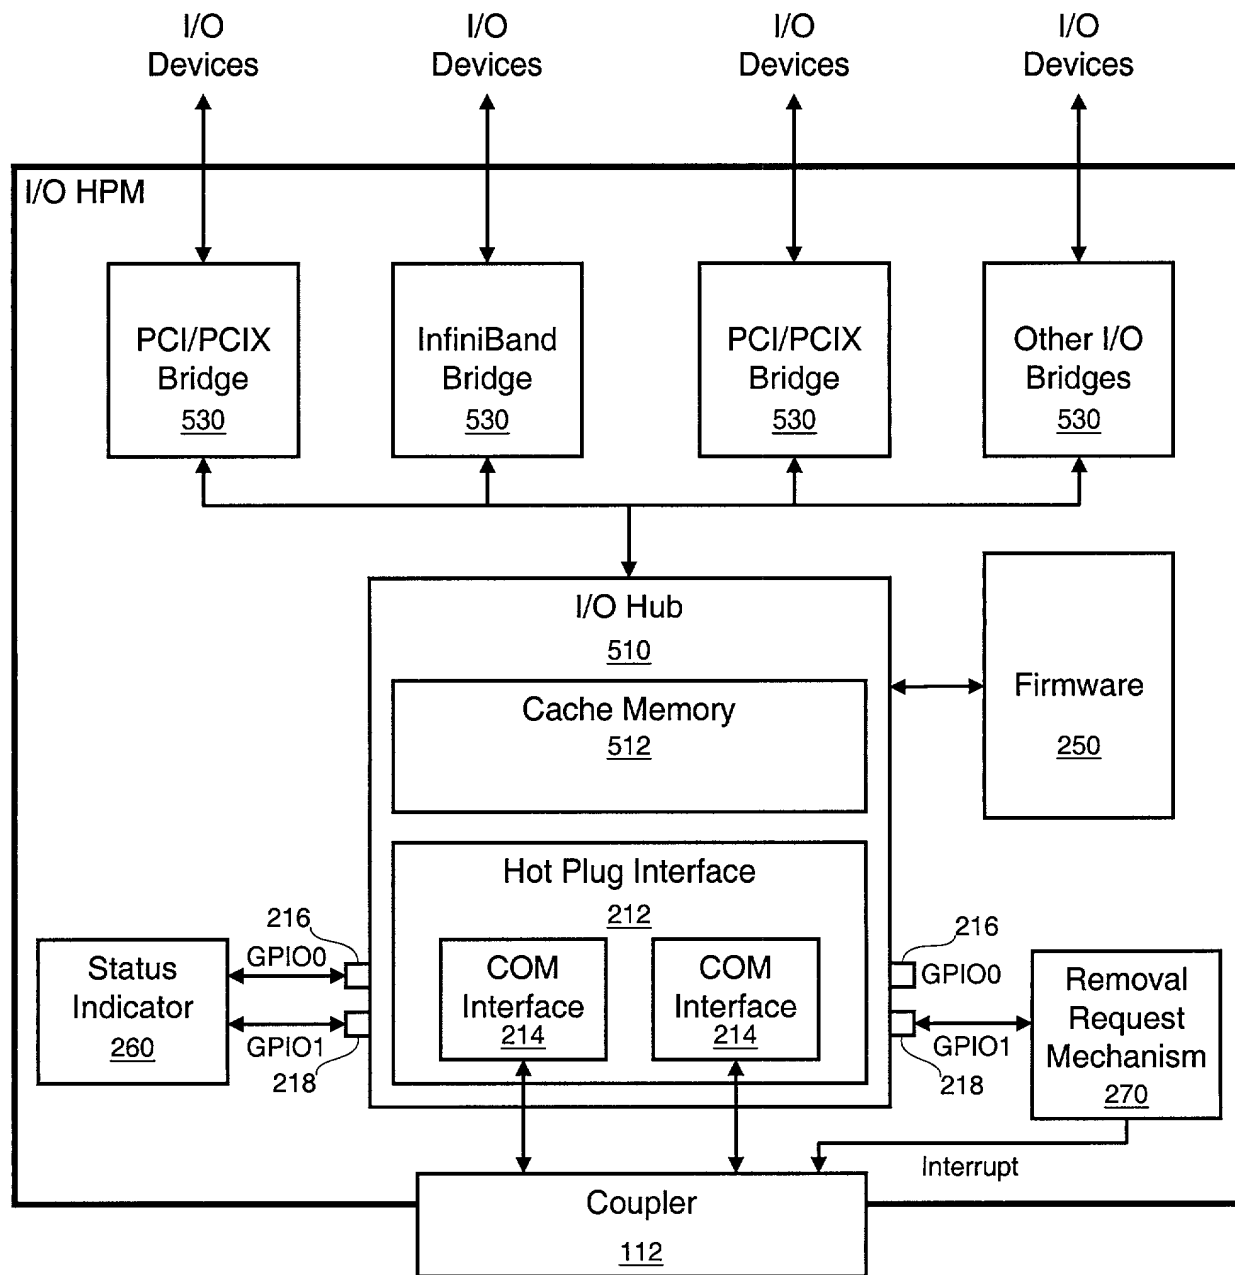 I/O
Devices
I/O
Devices
I/O
Devices
I/O
Devices
I/O HPM
PCI/PCIX
Bridge
530
InfiniBand
Bridge
530
PCI/PCIX
Bridge
530
Other I/O
Bridges
530
I/O Hub
510
Cache Memory
512
Firmware
250
Hot Plug Interface
212
COM
Interface
214
COM
Interface
214
Status
Indicator
260
216
GPIO0
GPIO1
218
216
GPIO0
GPIO1
218
Removal
Request
Mechanism
270
Interrupt
Coupler
112